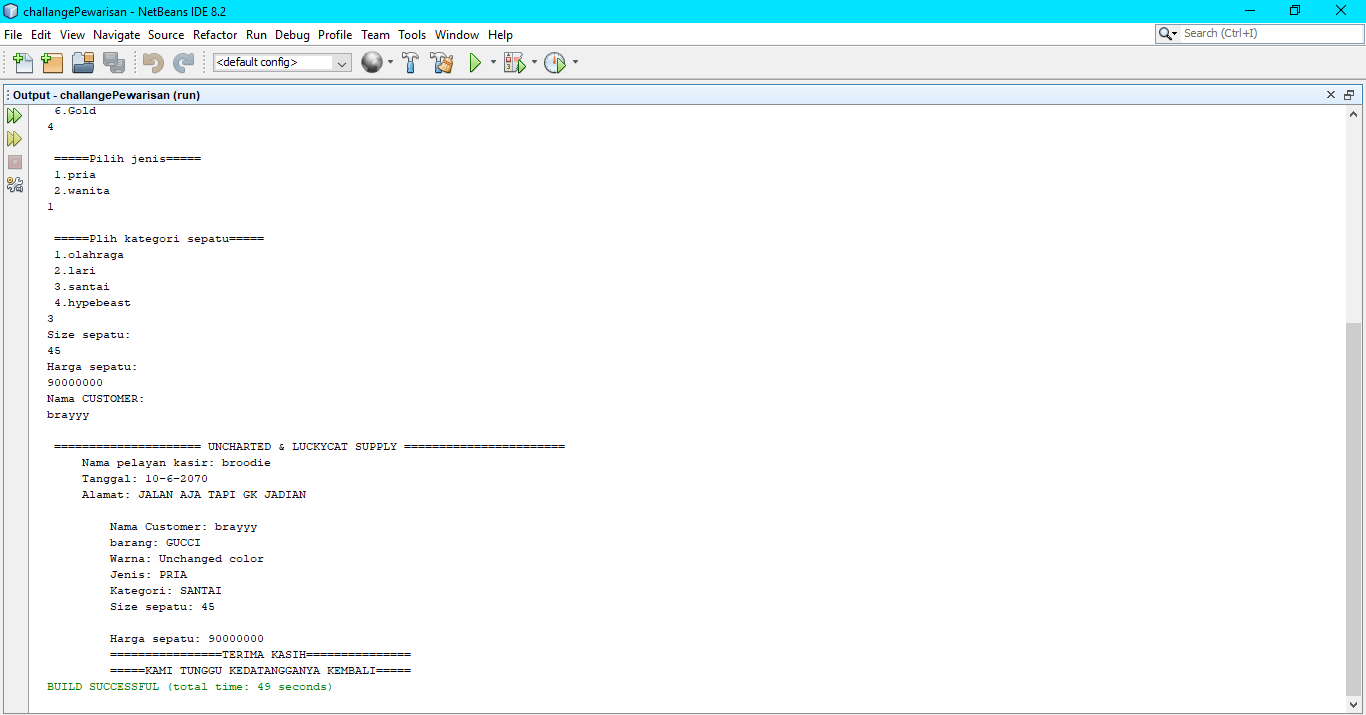 challangePewarisan - NetBeans IDE 8.2
File Edit View Navigate Source Refactor Run Debug Profile Team Tools Window Help
Search (Ctrl+I)
<default config>
Output - challangePewarisan (run)
6.Gold
4
=====Pilih jenis=====
1.pria
2.wanita
1
=====Plih kategori sepatu=====
1.olahraga
2.lari
3.santai
4.hypebeast
3
Size sepatu:
45
Harga sepatu:
90000000
Nama CUSTOMER:
brayyy
===================== UNCHARTED & LUCKYCAT SUPPLY =======================
Nama pelayan kasir: broodie
Tanggal: 10-6-2070
Alamat: JALAN AJA TAPI GK JADIAN
Nama Customer: brayyy
barang: GUCCI
Warna: Unchanged color
Jenis: PRIA
Kategori: SANTAI
Size sepatu: 45
Harga sepatu: 90000000
================TERIMA KASIH===============
=====KAMI TUNGGU KEDATANGGANYA KEMBALI=====
BUILD SUCCESSFUL (total time: 49 seconds)